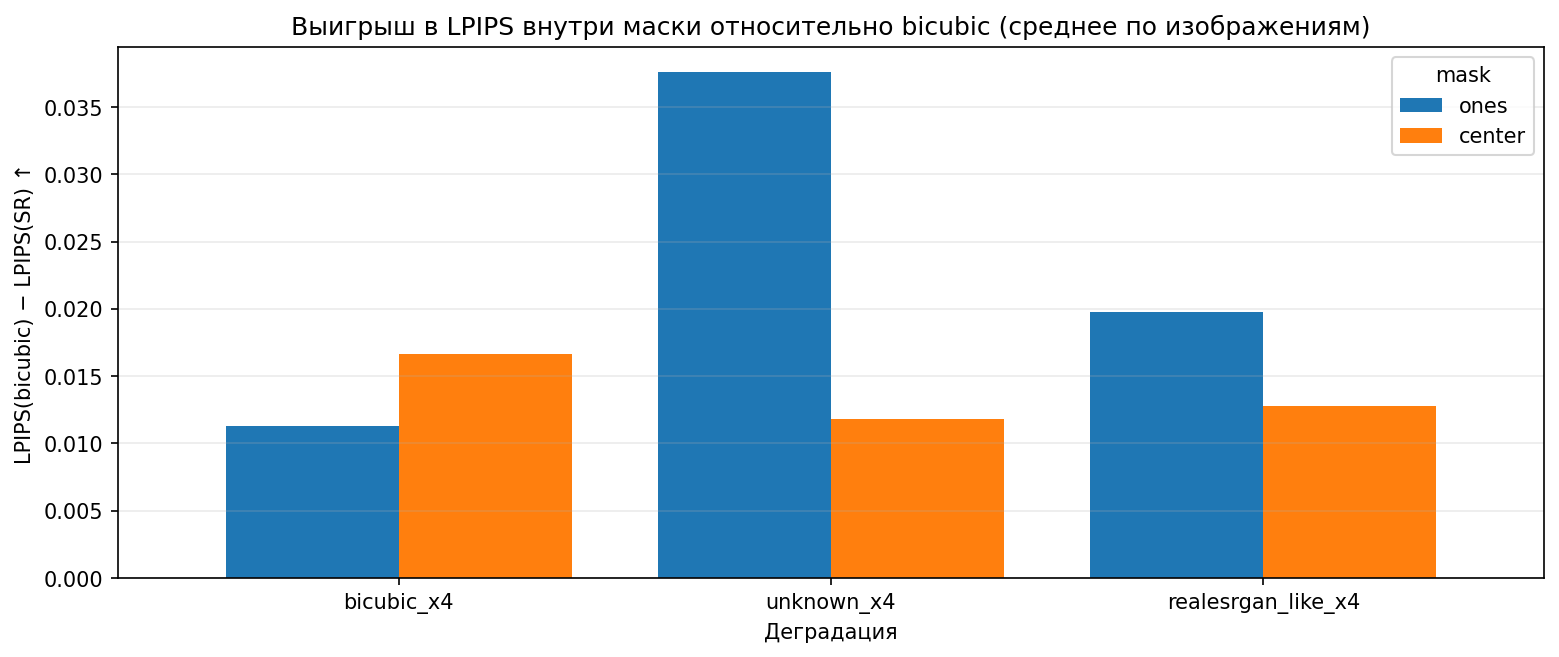 Выигрыш в LPIPS внутри маски относительно bicubic (среднее по изображениям)
mask
ones
center
LPIPS(bicubic) − LPIPS(SR) ↑
0.035
0.030
0.025
0.020
0.015
0.010
0.005
0.000
bicubic_x4
unknown_x4
realesrgan_like_x4
Деградация